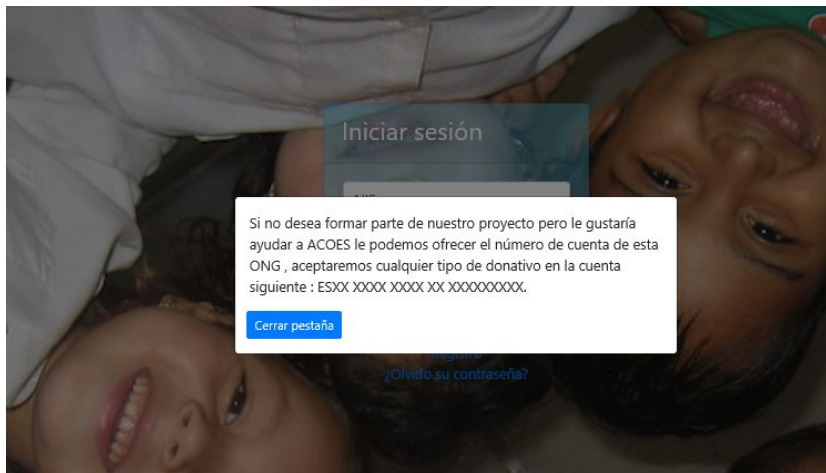 Iniciar sesión
Si no desea formar parte de nuestro proyecto pero le gustaría
ayudar a ACOES le podemos ofrecer el número de cuenta de esta
ONG , aceptaremos cualquier tipo de donativo en la cuenta
siguiente : ESXX XXXX XXXX XX XXXXXXXXX.
Cerrar pestaña
Registro
¿Olvido su contraseña?